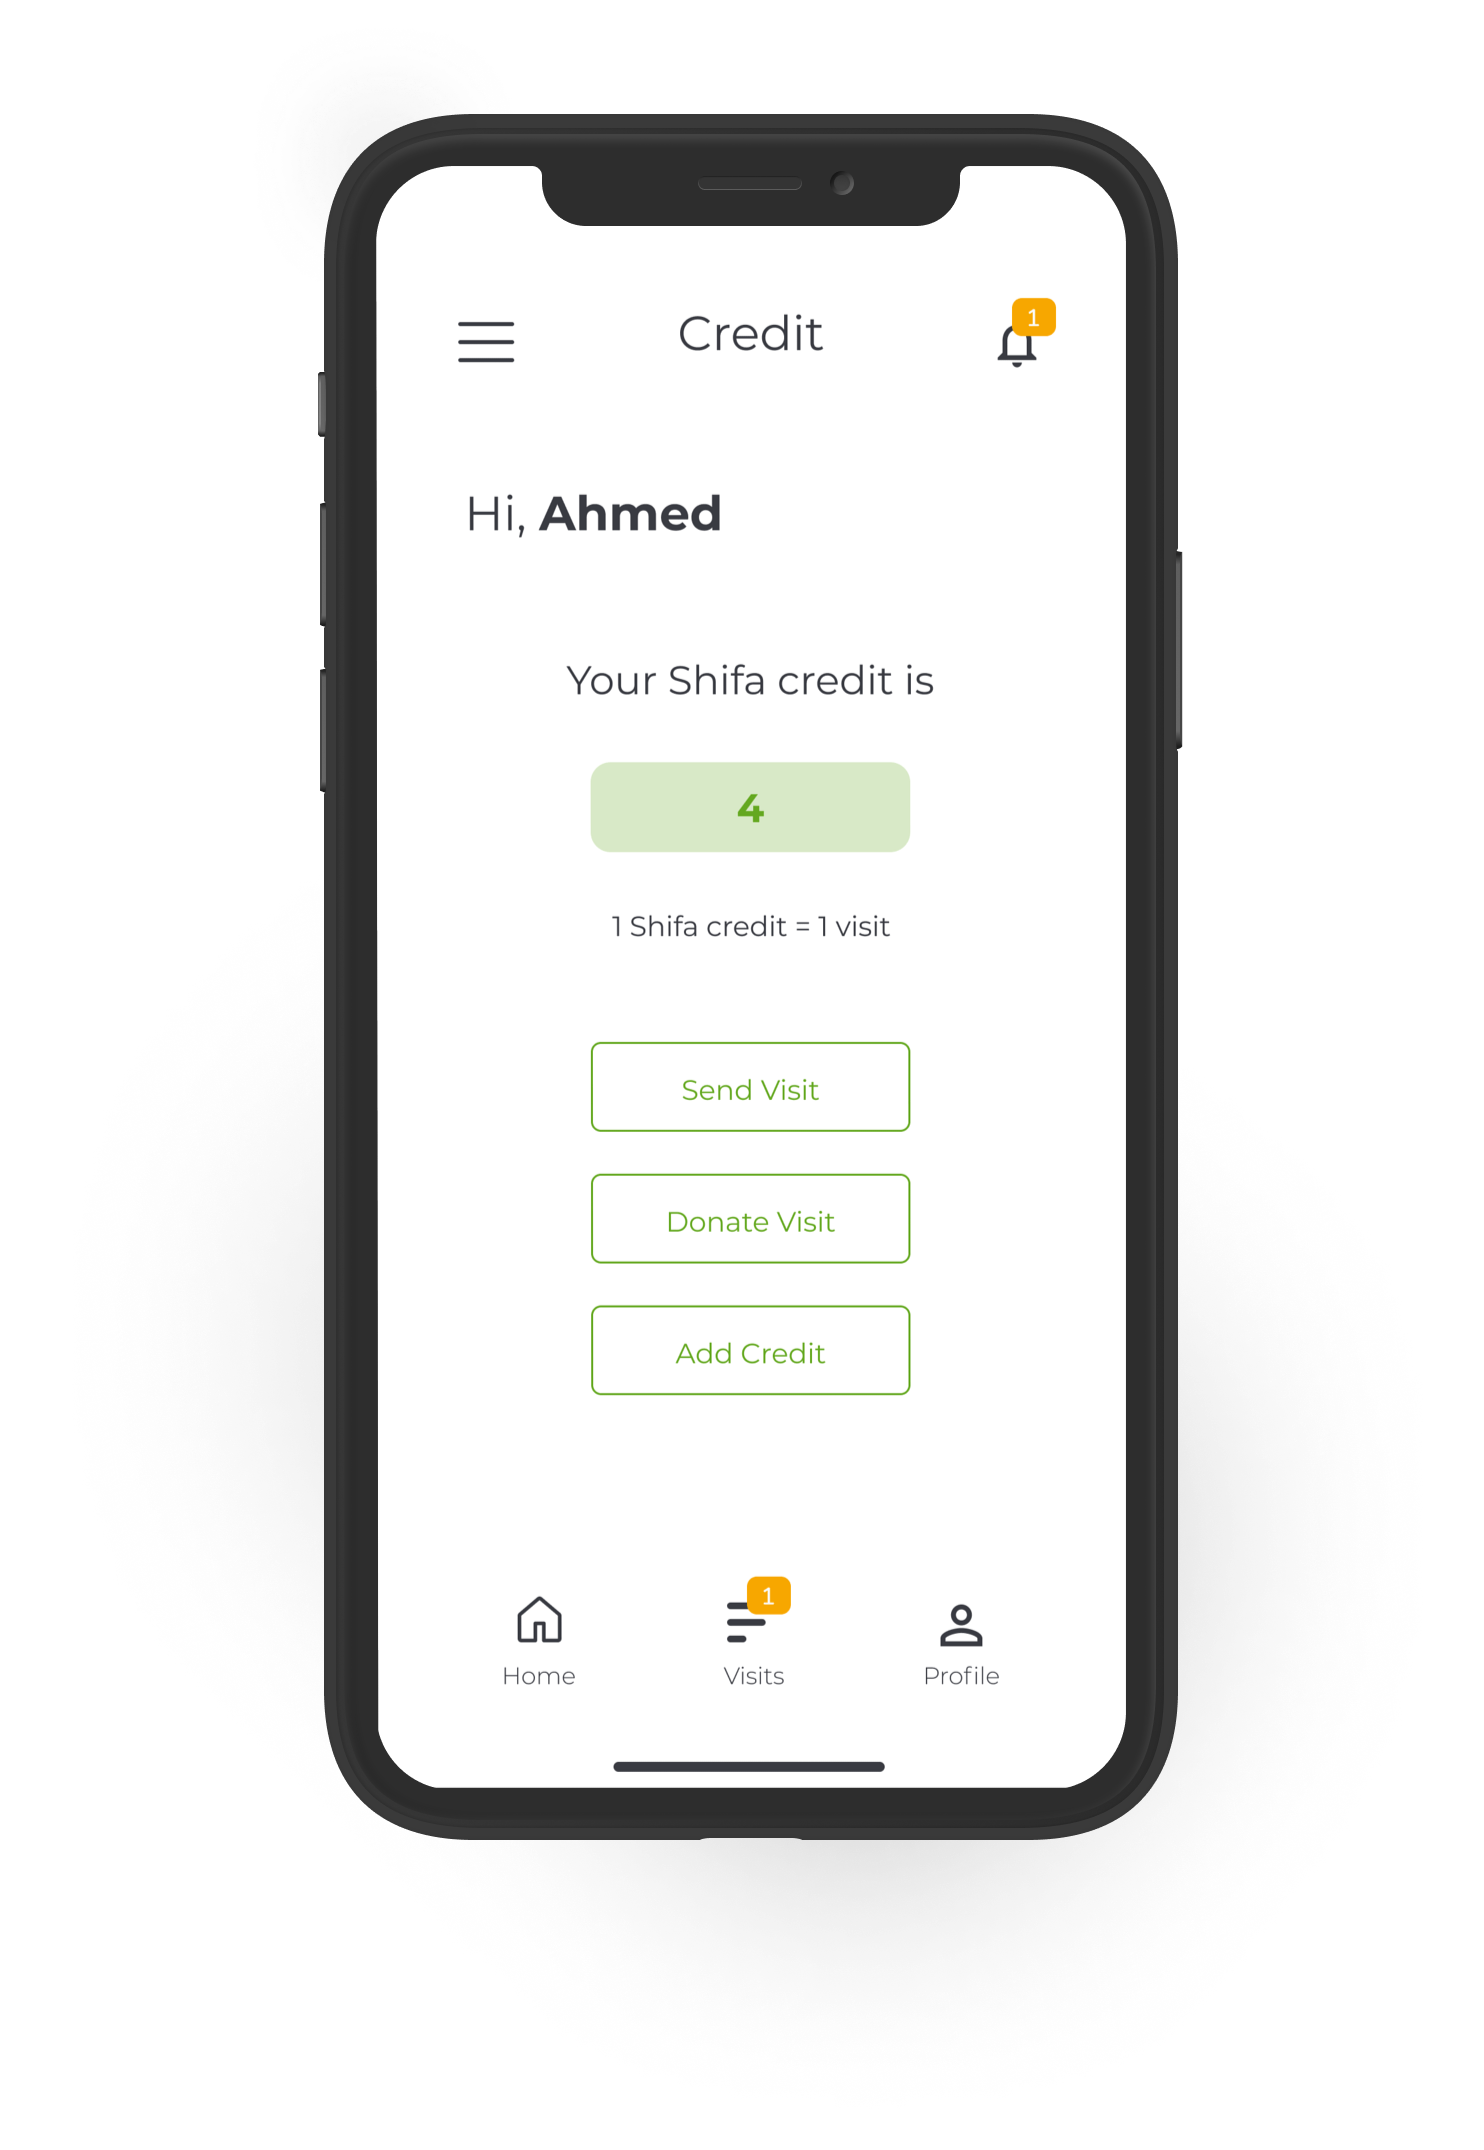 Credit
1
Hi, Ahmed
Your Shifa credit is
4
1 Shifa credit = 1 visit
Send Visit
Donate Visit
Add Credit
1
Home
Visits
Profile